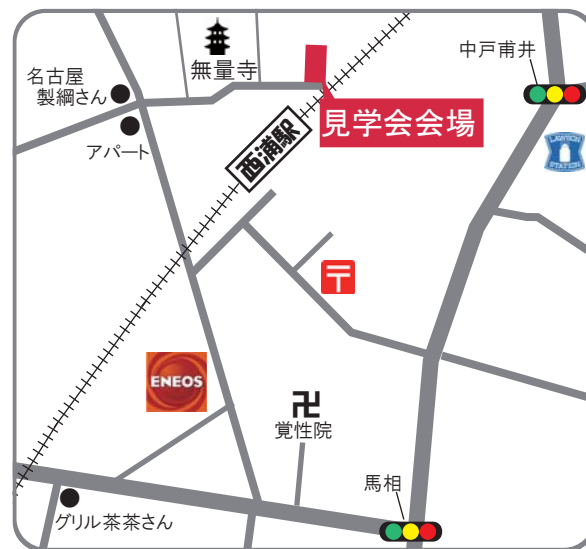 無量寺
中戸甫井
名古屋
製綱さん
LAWSON
STATION
見学会会場
アパート
西浦駅
〒
ENEOS
卍
覚性院
馬相
グリル茶茶さん